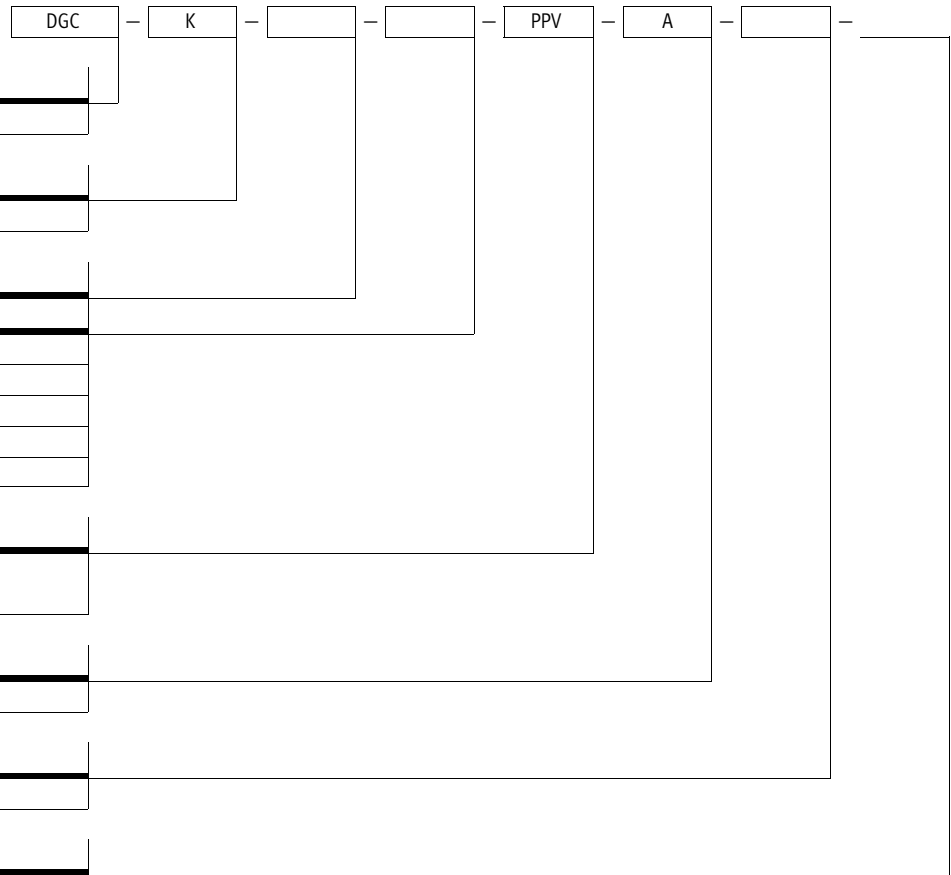 DGC – K – – – PPV – A – –